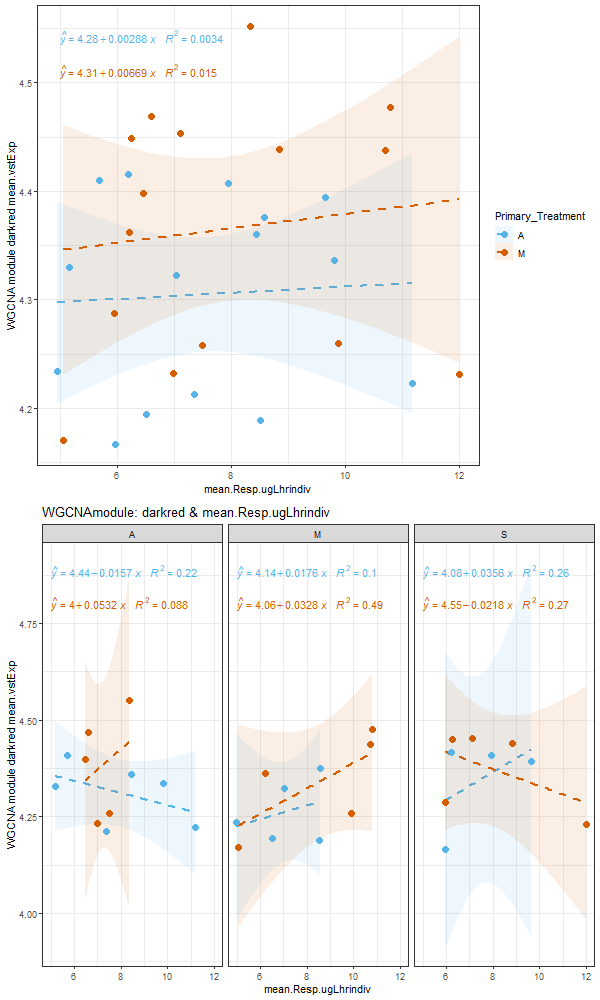 ŷ = 4.28+0.00288 x R² = 0.0034
ŷ = 4.31+0.00669 x R² = 0.015
4.5
4.4
4.3
4.2
WGCNA module darkred mean.vstExp
6 8 10 12
mean.Resp.ugLhrindiv
Primary_Treatment
A
M
WGCNAmodule: darkred & mean.Resp.ugLhrindiv
A M S
ŷ = 4.44−0.0157 x R² = 0.22 ŷ = 4.14+0.0176 x R² = 0.1 ŷ = 4.08+0.0356 x R² = 0.26
ŷ = 4+0.0532 x R² = 0.088 ŷ = 4.06+0.0328 x R² = 0.49 ŷ = 4.55−0.0218 x R² = 0.27
4.75
4.50
4.25
4.00
WGCNA module darkred mean.vstExp
6 8 10 12 6 8 10 12 6 8 10 12
mean.Resp.ugLhrindiv